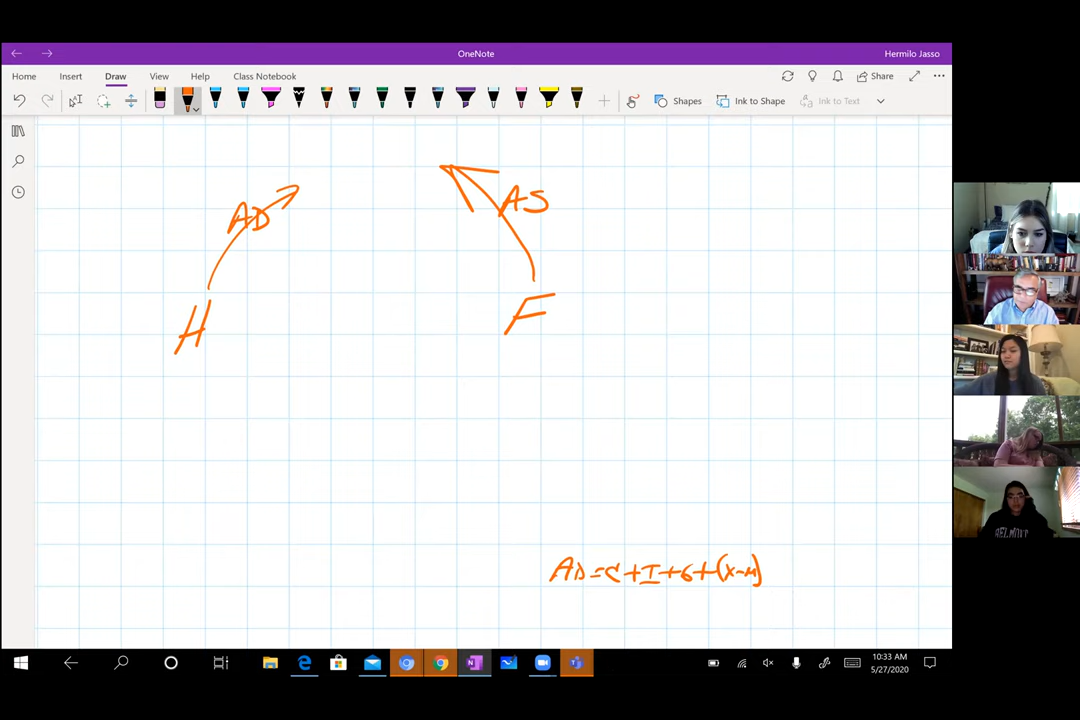 OneNote
Hermilo Jasso
Home Insert Draw View Help Class Notebook
Share
Shapes Ink to Shape Ink to Text
AD AS
H F
AD=C+I+G+(X-M)
BELMONT
10:33 AM
5/27/2020